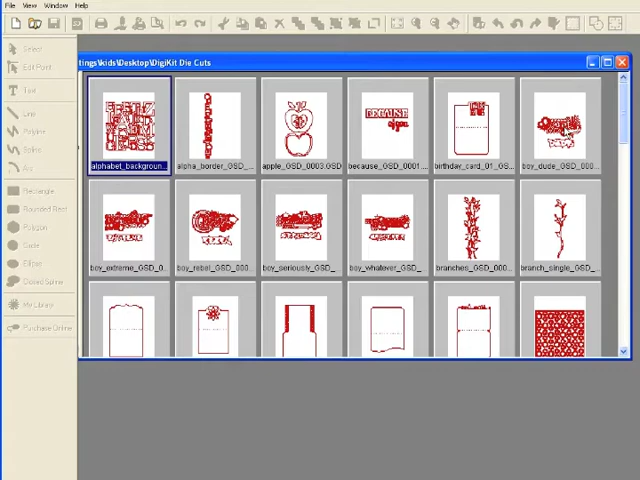 File View Window Help
tings\kids\Desktop\DigiKit Die Cuts
Select
Edit Point
Text
Line
Polyline
Spline
Arc
Rectangle
Rounded Rect
Polygon
Circle
Ellipse
Closed Spline
My Library
Purchase Online
alphabet_backgroun...
alpha_border_GSD_...
apple_GSD_0003.GSD
because_GSD_0001....
birthday_card_01_GS...
boy_dude_GSD_000...
boy_extreme_GSD_0...
boy_rebel_GSD_000...
boy_seriously_GSD_...
boy_whatever_GSD_...
branches_GSD_000...
branch_single_GSD_...